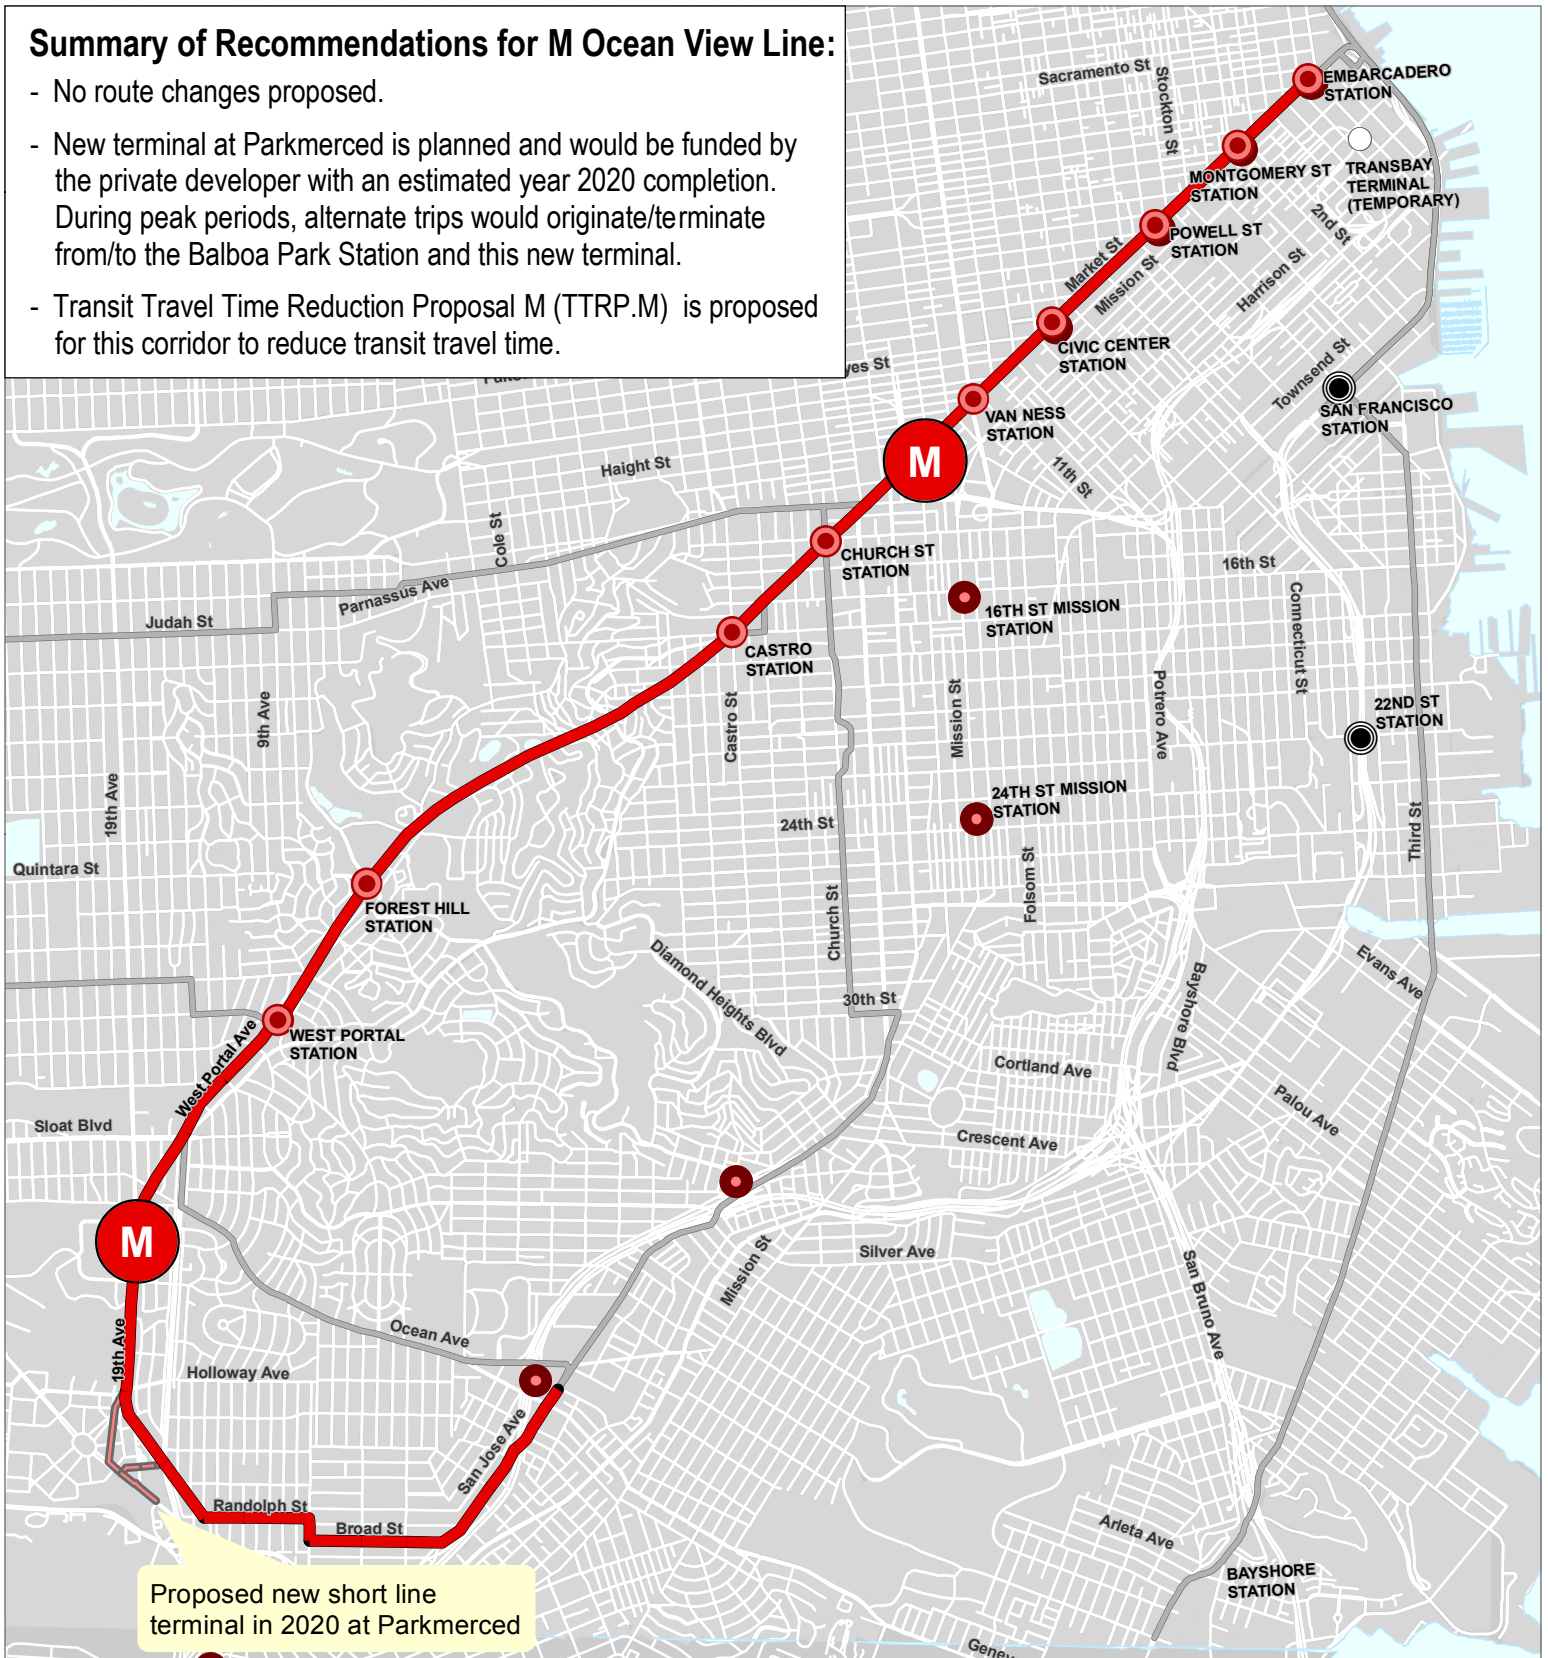 Summary of Recommendations for M Ocean View Line:
- No route changes proposed.
- New terminal at Parkmerced is planned and would be funded by
the private developer with an estimated year 2020 completion.
During peak periods, alternate trips would originate/terminate
from/to the Balboa Park Station and this new terminal.
- Transit Travel Time Reduction Proposal M (TTRP.M) is proposed
for this corridor to reduce transit travel time.
Sacramento St
Stockton St
EMBARCADERO
STATION
MONTGOMERY ST
STATION
TRANSBAY
TERMINAL
(TEMPORARY)
2nd St
POWELL ST
STATION
Market St
Mission St
Harrison St
CIVIC CENTER
STATION
Townsend St
SAN FRANCISCO
STATION
yes St
VAN NESS
STATION
M
Haight St
11th St
Cole St
CHURCH ST
STATION
16th St
Parnassus Ave
Judah St
16TH ST MISSION
STATION
Connecticut St
CASTRO
STATION
9th Ave
Castro St
Mission St
Potrero Ave
22ND ST
STATION
19th Ave
24TH ST MISSION
STATION
24th St
Third St
Quintara St
Folsom St
FOREST HILL
STATION
Church St
Diamond Heights Blvd
Evans Ave
30th St
Bayshore Blvd
WEST PORTAL
STATION
West Portal Ave
Cortland Ave
Palou Ave
Sloat Blvd
Crescent Ave
M
Silver Ave
Mission St
San Bruno Ave
Ocean Ave
19th Ave
Holloway Ave
San Jose Ave
Randolph St
Broad St
Arleta Ave
BAYSHORE
STATION
Proposed new short line
terminal in 2020 at Parkmerced
Genev